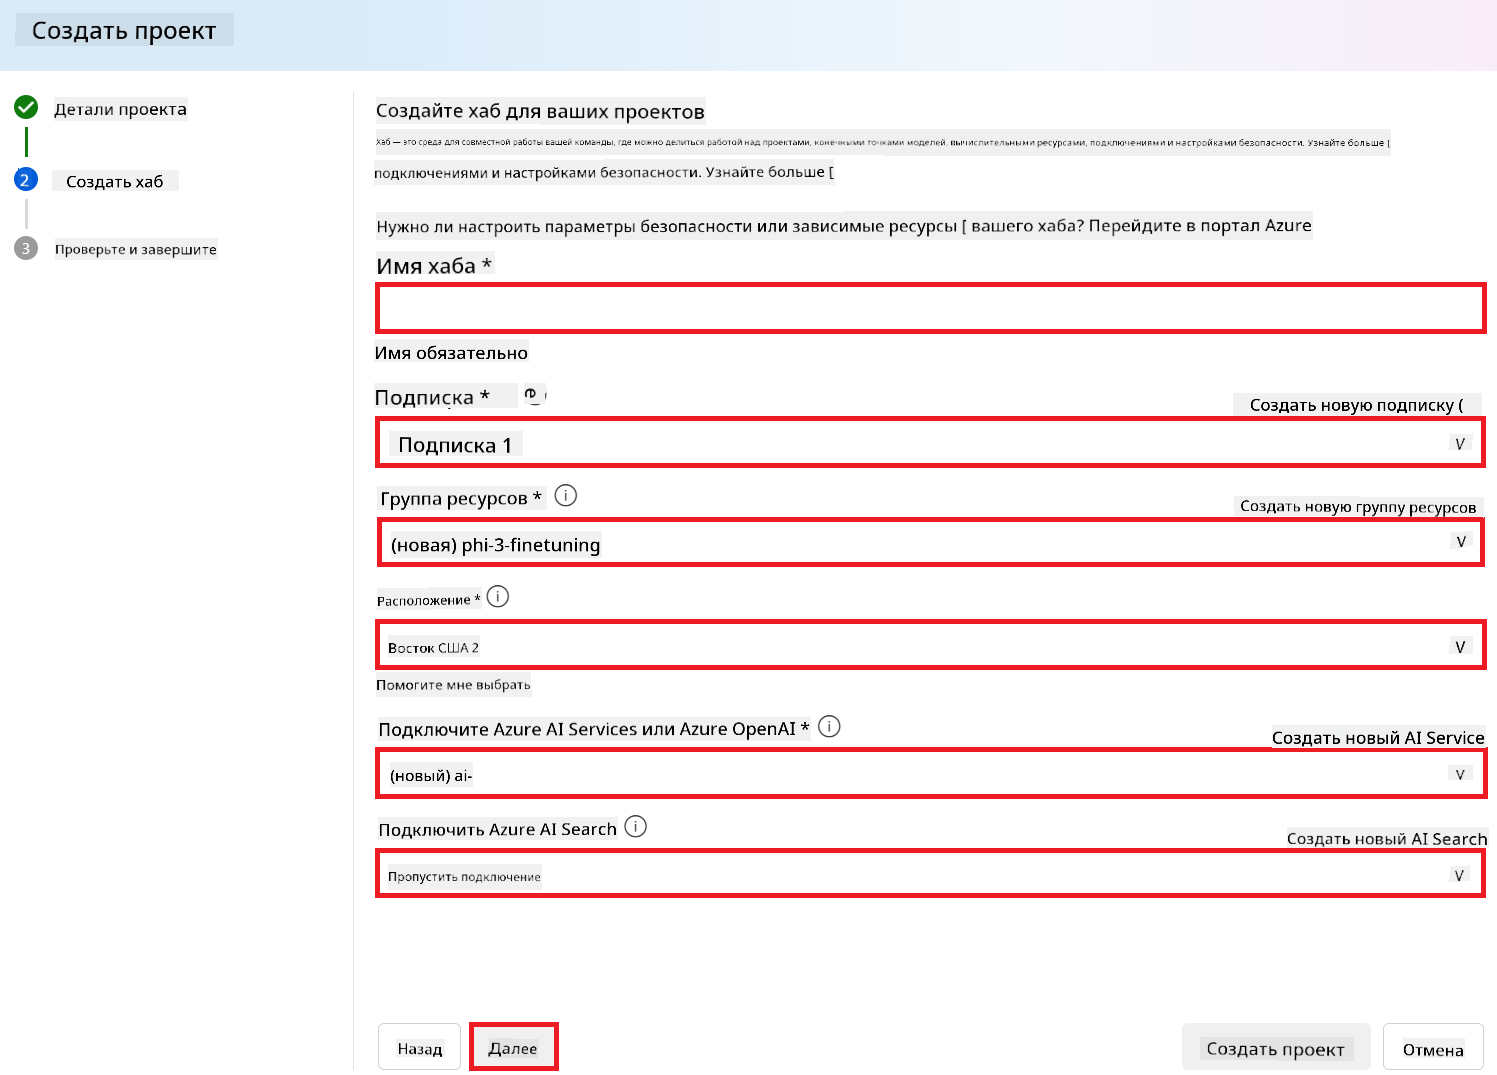 Создать проект
Детали проекта
2 Создать хаб
3 Проверьте и завершите
Создайте хаб для ваших проектов
Хаб — это среда для совместной работы вашей команды, где можно делиться работой над проектами, конечными точками моделей, вычислительными ресурсами, подключениями и настройками безопасности. Узнайте больше [
подключениями и настройками безопасности. Узнайте больше [
Нужно ли настроить параметры безопасности или зависимые ресурсы [ вашего хаба? Перейдите в портал Azure
Имя хаба *
Имя обязательно
Подписка *
Создать новую подписку (
Подписка 1 V
Группа ресурсов *
Создать новую группу ресурсов
(новая) phi-3-finetuning V
Расположение *
Восток США 2 V
Помогите мне выбрать
Подключите Azure AI Services или Azure OpenAI *
Создать новый AI Service
(новый) ai- V
Подключить Azure AI Search
Создать новый AI Search
Пропустить подключение V
Назад Далее Создать проект Отмена